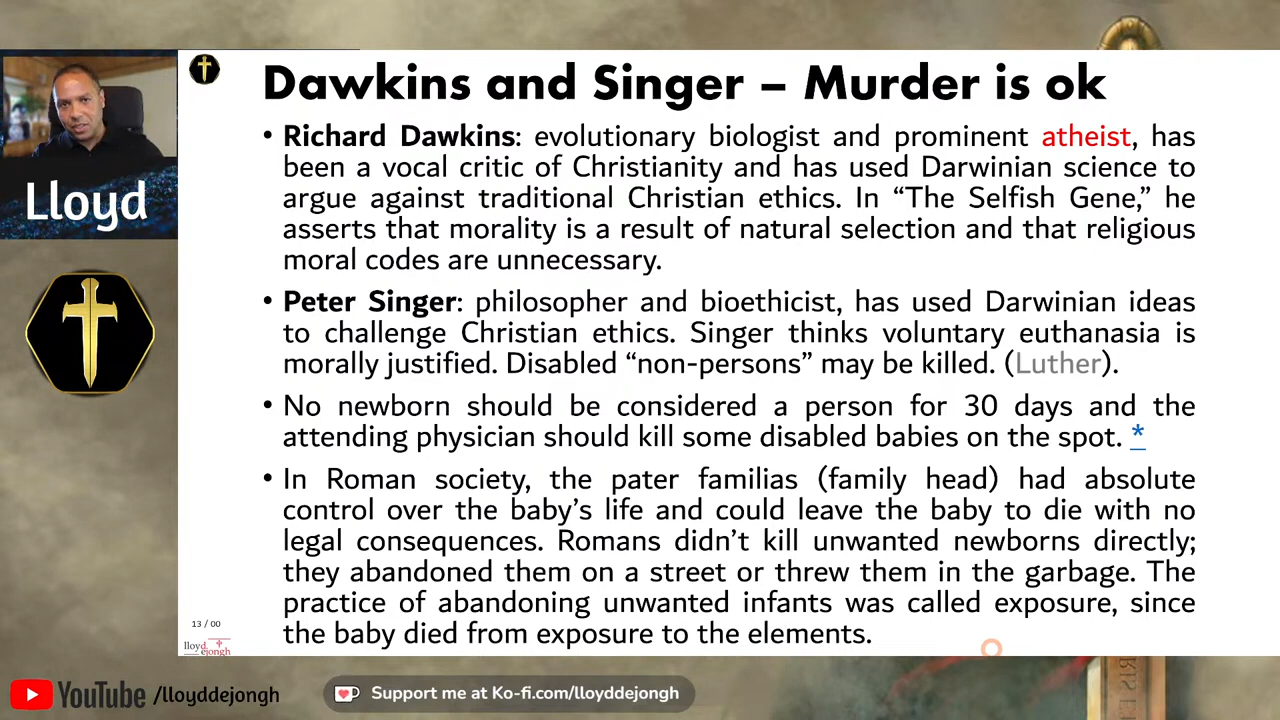 Dawkins and Singer – Murder is ok
• Richard Dawkins: evolutionary biologist and prominent atheist, has
been a vocal critic of Christianity and has used Darwinian science to
argue against traditional Christian ethics. In “The Selfish Gene,” he
asserts that morality is a result of natural selection and that religious
moral codes are unnecessary.
• Peter Singer: philosopher and bioethicist, has used Darwinian ideas
to challenge Christian ethics. Singer thinks voluntary euthanasia is
morally justified. Disabled “non-persons” may be killed. (Luther).
• No newborn should be considered a person for 30 days and the
attending physician should kill some disabled babies on the spot. *
• In Roman society, the pater familias (family head) had absolute
control over the baby’s life and could leave the baby to die with no
legal consequences. Romans didn’t kill unwanted newborns directly;
they abandoned them on a street or threw them in the garbage. The
practice of abandoning unwanted infants was called exposure, since
the baby died from exposure to the elements.
Lloyd
13 / 00
lloyd
ejongh
YouTube /lloyddejongh
Support me at Ko-fi.com/lloyddejongh